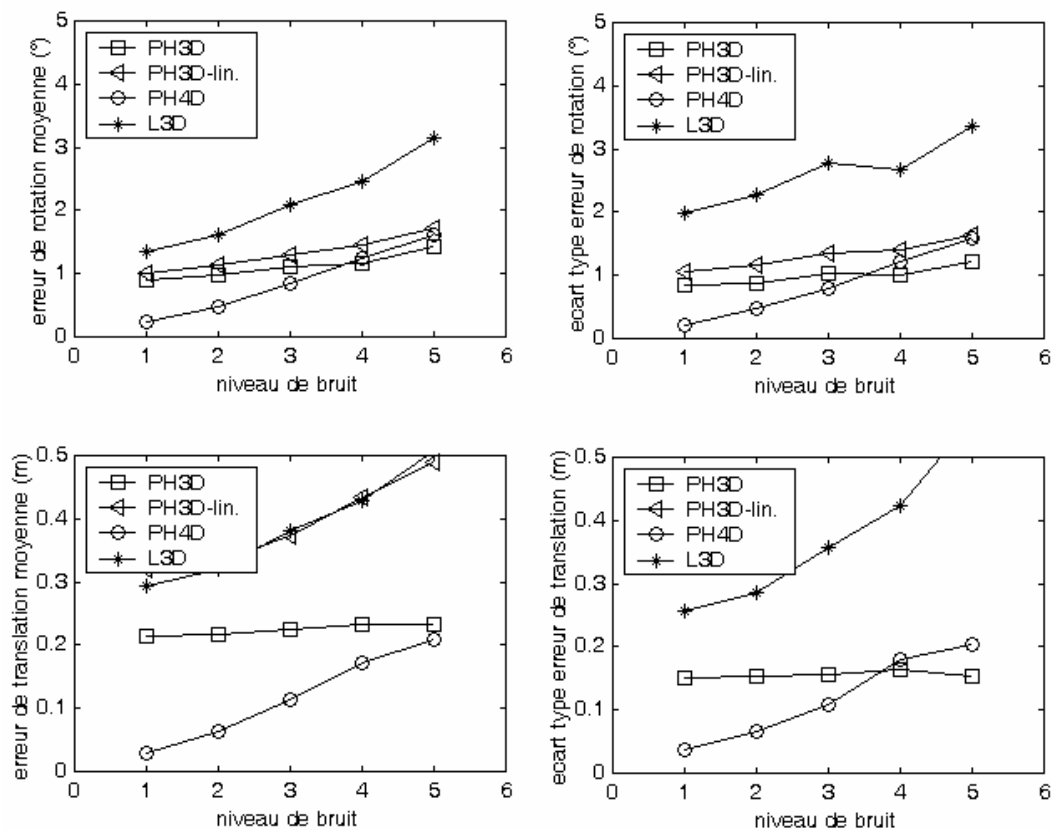 erreur de rotation moyenne (°)
5
4
3
2
1
0
PH3D
PH3D-lin.
PH4D
L3D
0 1 2 3 4 5 6
niveau de bruit
ecart type erreur de rotation (°)
5
4
3
2
1
0
PH3D
PH3D-lin.
PH4D
L3D
0 1 2 3 4 5 6
niveau de bruit
erreur de translation moyenne (m)
0.5
0.4
0.3
0.2
0.1
0
PH3D
PH3D-lin.
PH4D
L3D
0 1 2 3 4 5 6
niveau de bruit
ecart type erreur de translation (m)
0.5
0.4
0.3
0.2
0.1
0
PH3D
PH3D-lin.
PH4D
L3D
0 1 2 3 4 5 6
niveau de bruit